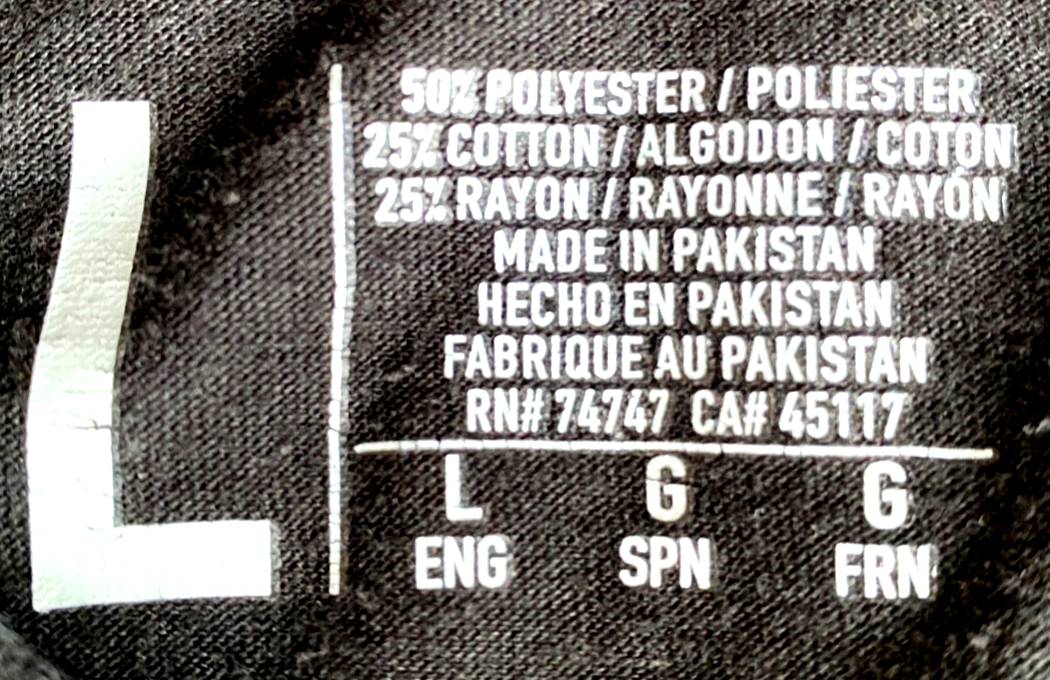 L
50% POLYESTER / POLIESTER
25% COTTON / ALGODON / COTON
25% RAYON / RAYONNE / RAYÓN
MADE IN PAKISTAN
HECHO EN PAKISTAN
FABRIQUE AU PAKISTAN
RN# 74747 CA# 45117
L G G
ENG SPN FRN